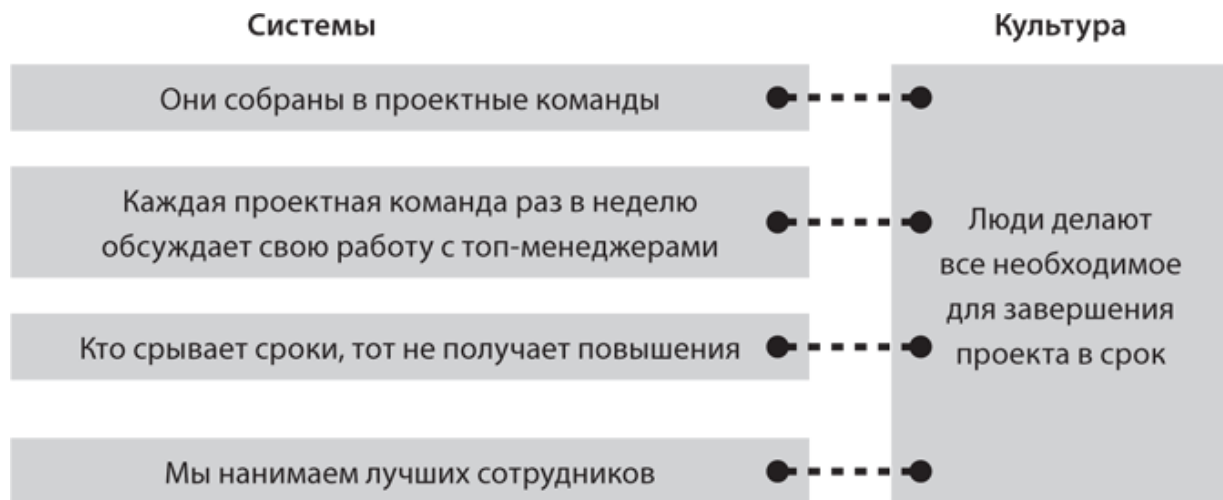 Системы
Культура
Они собраны в проектные команды
Каждая проектная команда раз в неделю
обсуждает свою работу с топ-менеджерами
Кто срывает сроки, тот не получает повышения
Мы нанимаем лучших сотрудников
Люди делают
все необходимое
для завершения
проекта в срок